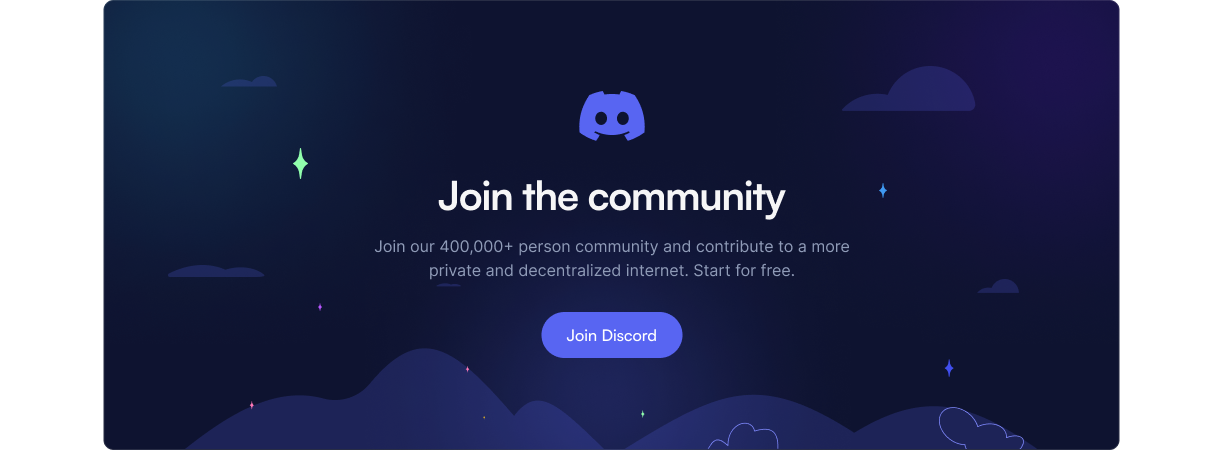 Join the community
Join our 400,000+ person community and contribute to a more
private and decentralized internet. Start for free.
Join Discord